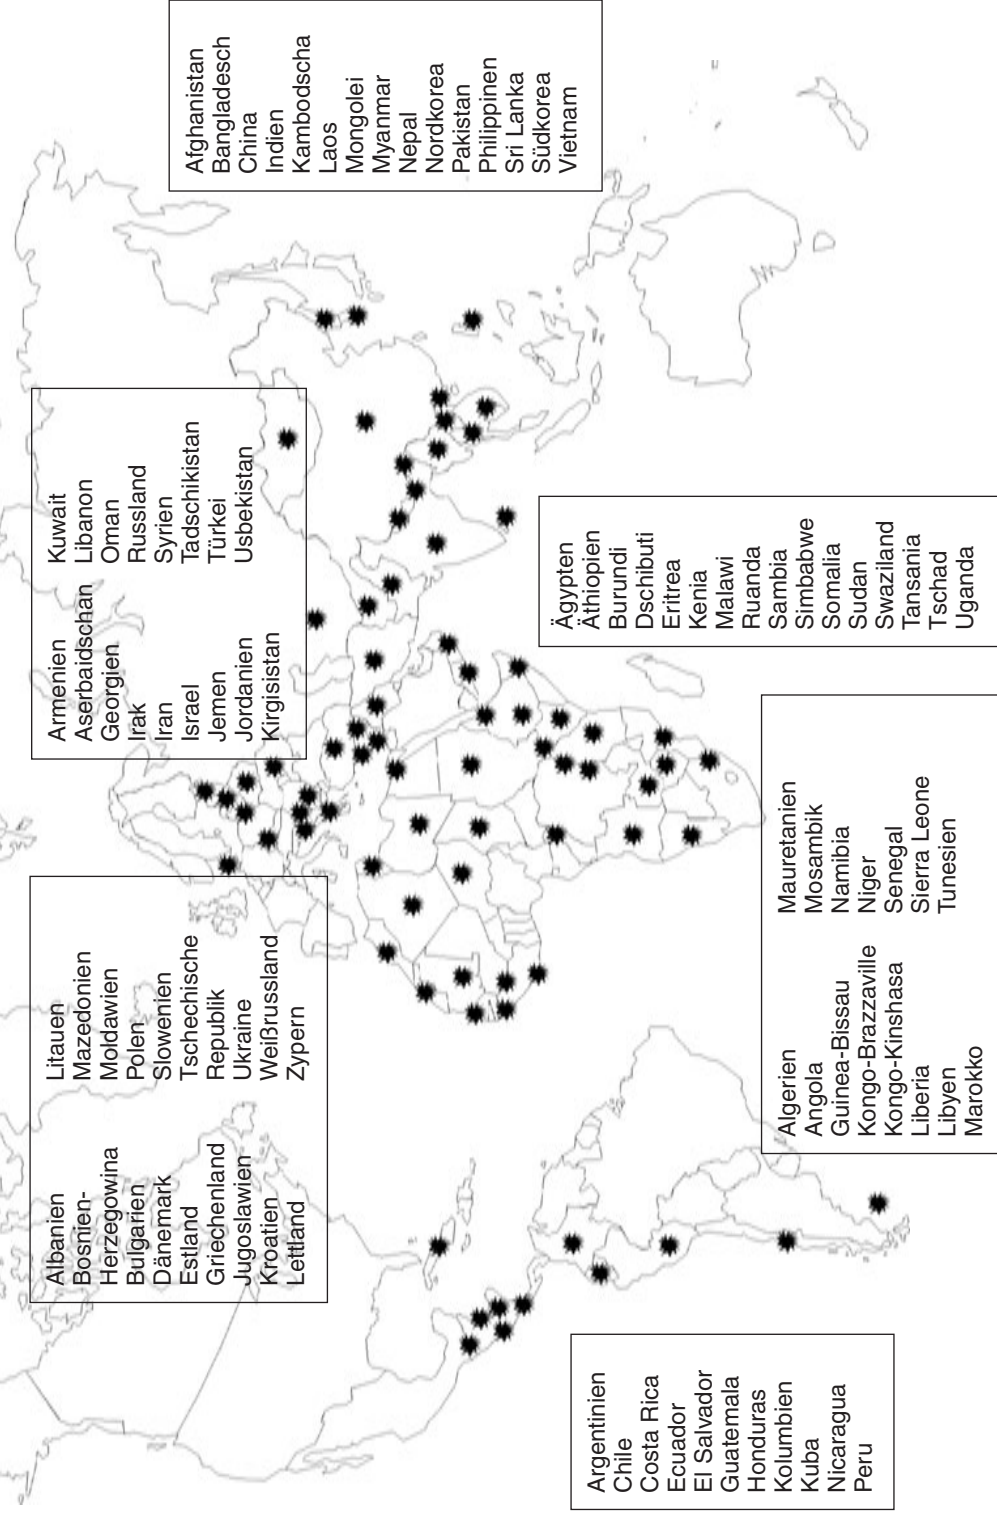 Albanien
Bosnien-
Herzegowina
Bulgarien
Dänemark
Estland
Griechenland
Jugoslawien
Kroatien
Lettland
Litauen
Mazedonien
Moldawien
Polen
Slowenien
Tschechische
Republik
Ukraine
Weißrussland
Zypern
Armenien
Aserbaidschan
Georgien
Irak
Iran
Israel
Jemen
Jordanien
Kirgisistan
Kuwait
Libanon
Oman
Russland
Syrien
Tadschikistan
Türkei
Usbekistan
Afghanistan
Bangladesch
China
Indien
Kambodscha
Laos
Mongolei
Myanmar
Nepal
Nordkorea
Pakistan
Philippinen
Sri Lanka
Südkorea
Vietnam
Argentinien
Chile
Costa Rica
Ecuador
El Salvador
Guatemala
Honduras
Kolumbien
Kuba
Nicaragua
Peru
Algerien
Angola
Guinea-Bissau
Kongo-Brazzaville
Kongo-Kinshasa
Liberia
Libyen
Marokko
Mauretanien
Mosambik
Namibia
Niger
Senegal
Sierra Leone
Tunesien
Ägypten
Äthiopien
Burundi
Dschibuti
Eritrea
Kenia
Malawi
Ruanda
Sambia
Simbabwe
Somalia
Sudan
Swaziland
Tansania
Tschad
Uganda